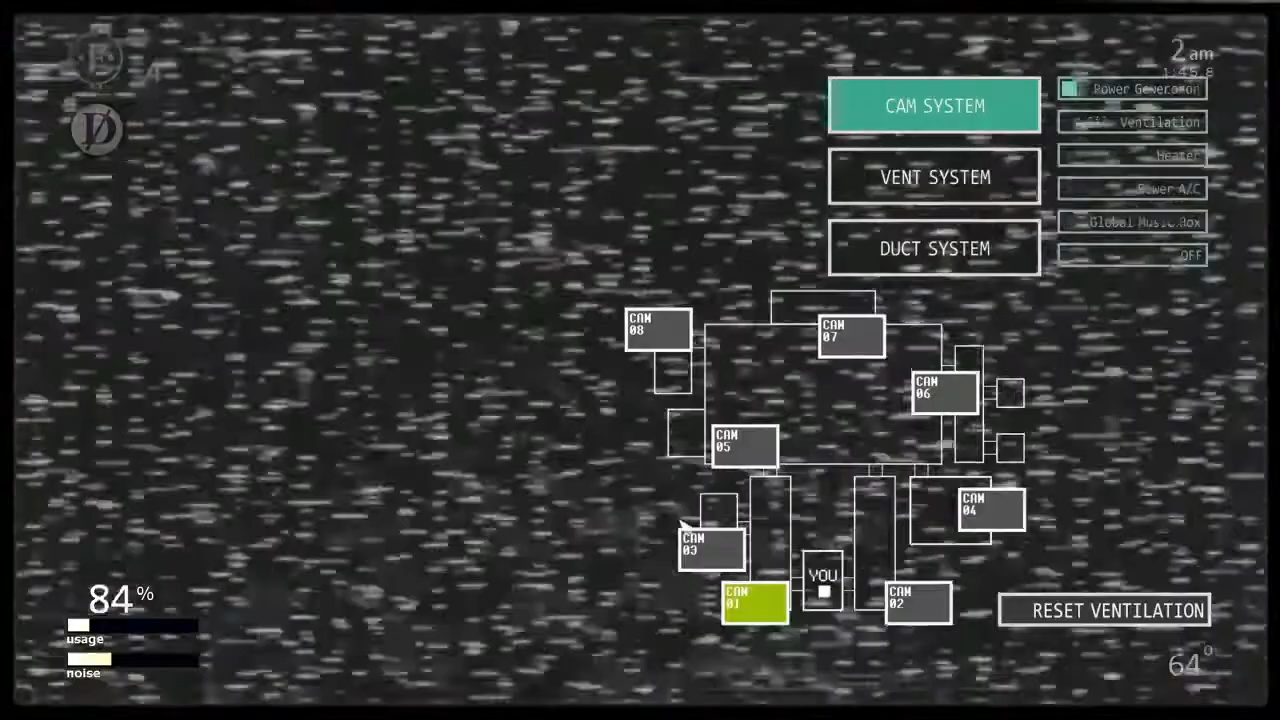 2 am
CAM SYSTEM
Power Generator
Ventilation
Heater
VENT SYSTEM
Power A/C
Global Music Box
DUCT SYSTEM
OFF
CAM
08
CAM
07
CAM
06
CAM
05
CAM
04
CAM
03
YOU
CAM
01
CAM
02
84%
usage
noise
RESET VENTILATION
64°